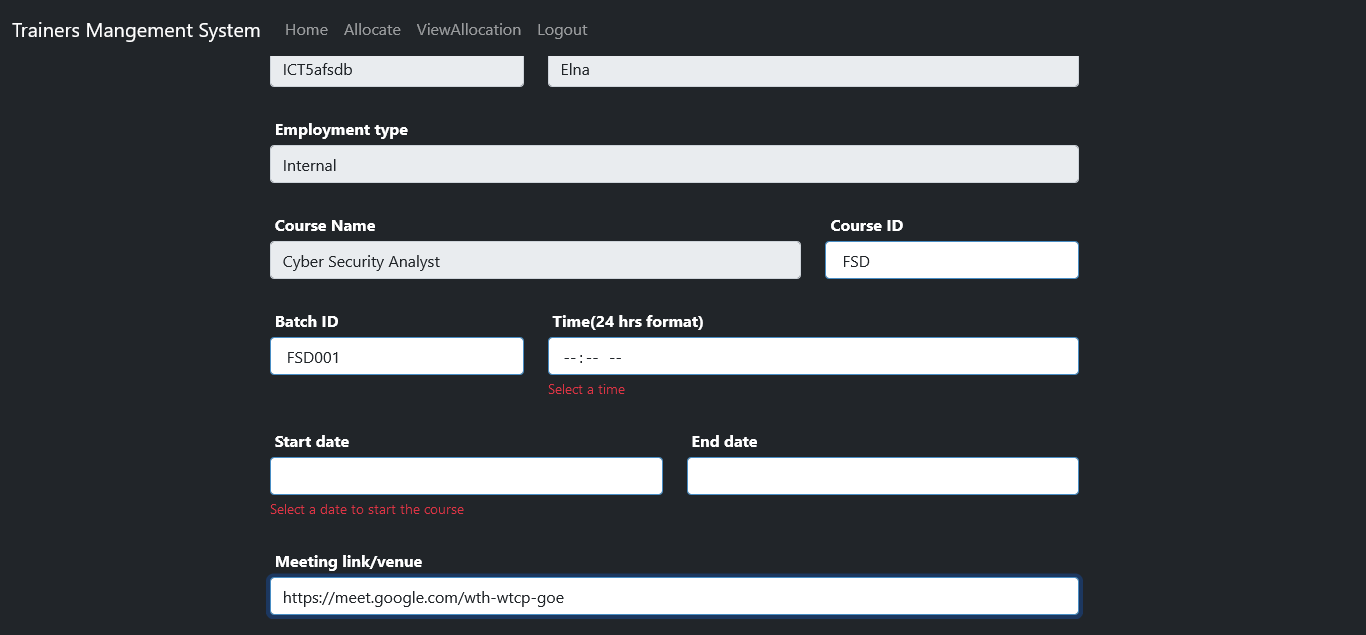 Trainers Mangement System Home Allocate ViewAllocation Logout
ICT5afsdb Elna
Employment type
Internal
Course Name Course ID
Cyber Security Analyst FSD
Batch ID Time(24 hrs format)
FSD001 --:-- --
Select a time
Start date End date
Select a date to start the course
Meeting link/venue
https://meet.google.com/wth-wtcp-goe